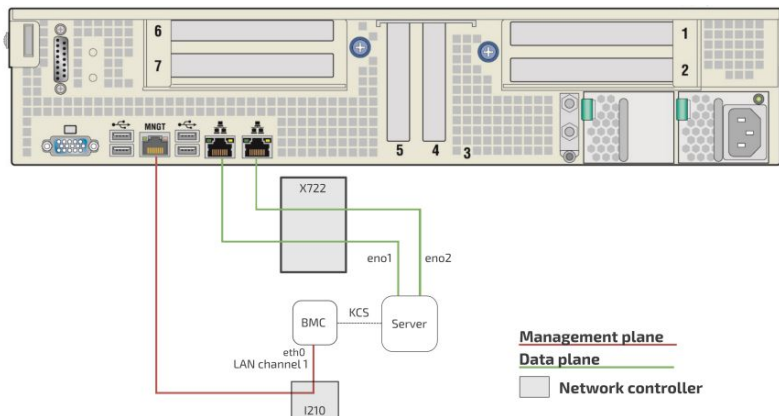 6
7
1
2
5
4
3
MNGT
X722
eno1
eno2
BMC
KCS
Server
eth0
LAN channel 1
I210
Management plane
Data plane
Network controller